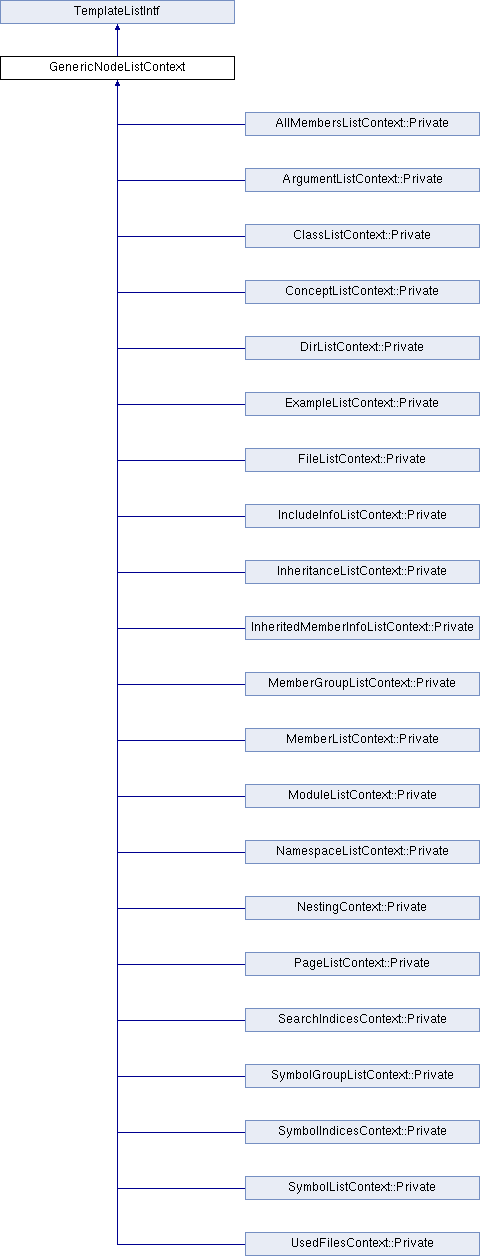 TemplateListIntf
GenericNodeListContext
AllMembersListContext::Private
ArgumentListContext::Private
ClassListContext::Private
ConceptListContext::Private
DirListContext::Private
ExampleListContext::Private
FileListContext::Private
IncludeInfoListContext::Private
InheritanceListContext::Private
InheritedMemberInfoListContext::Private
MemberGroupListContext::Private
MemberListContext::Private
ModuleListContext::Private
NamespaceListContext::Private
NestingContext::Private
PageListContext::Private
SearchIndicesContext::Private
SymbolGroupListContext::Private
SymbolIndicesContext::Private
SymbolListContext::Private
UsedFilesContext::Private